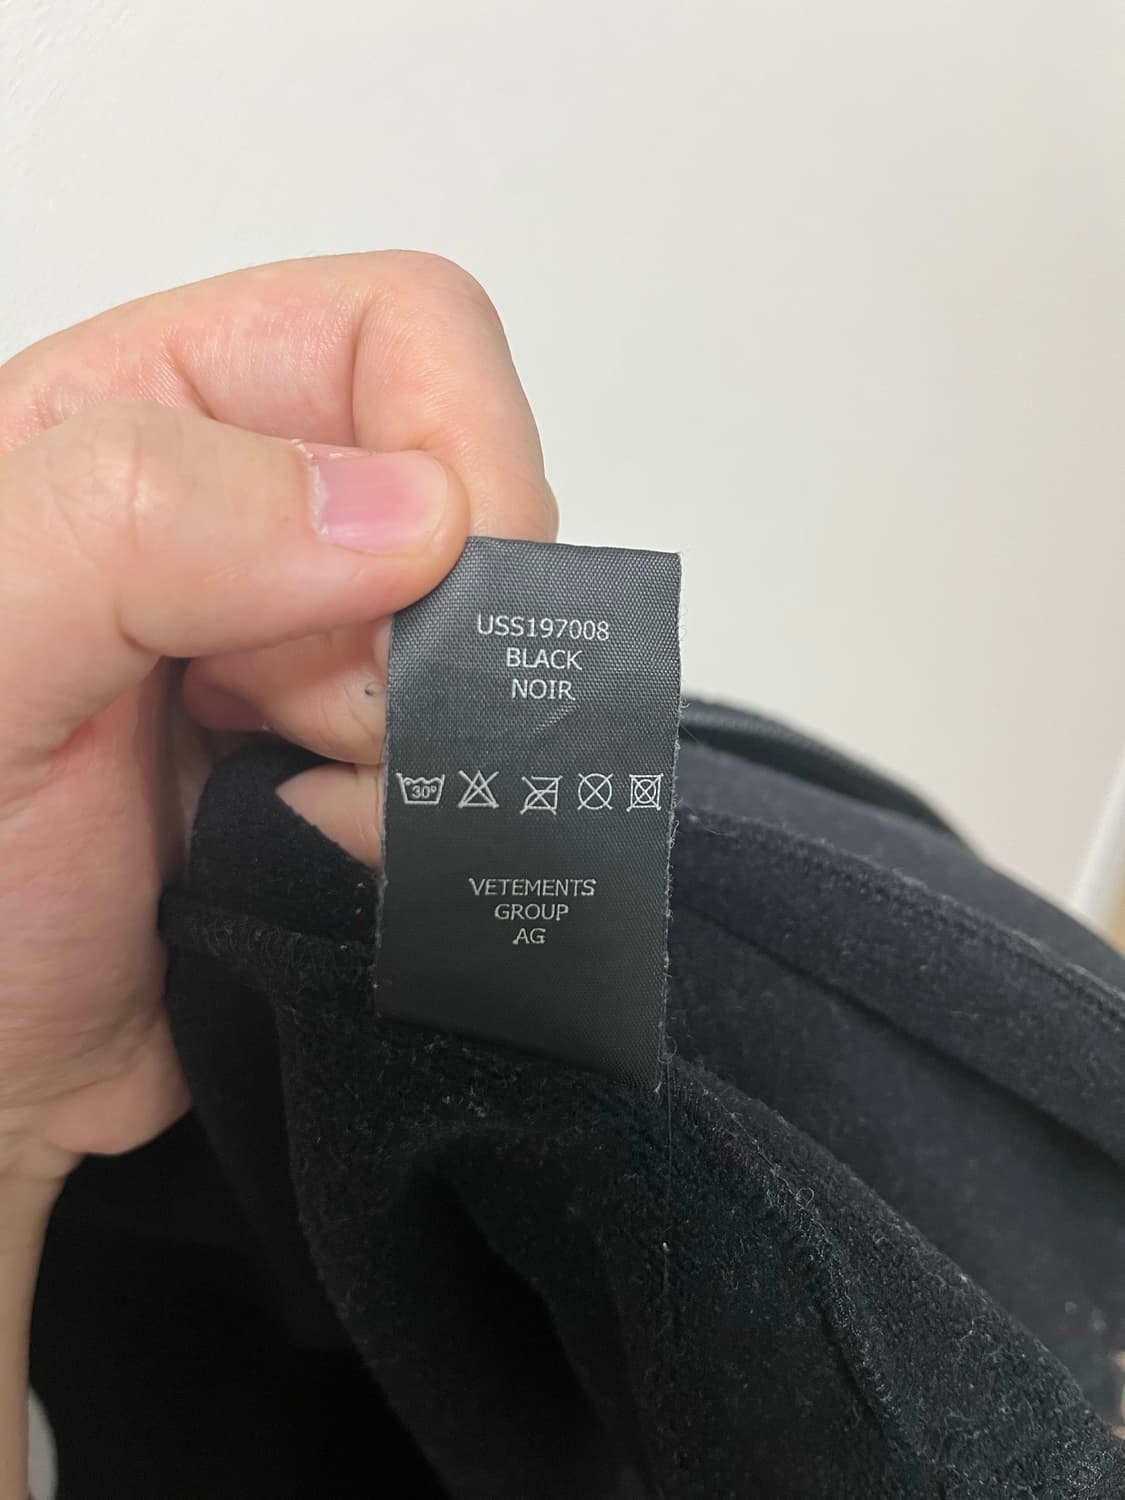 USS197008
BLACK
NOIR
30°
VETEMENTS
GROUP
AG